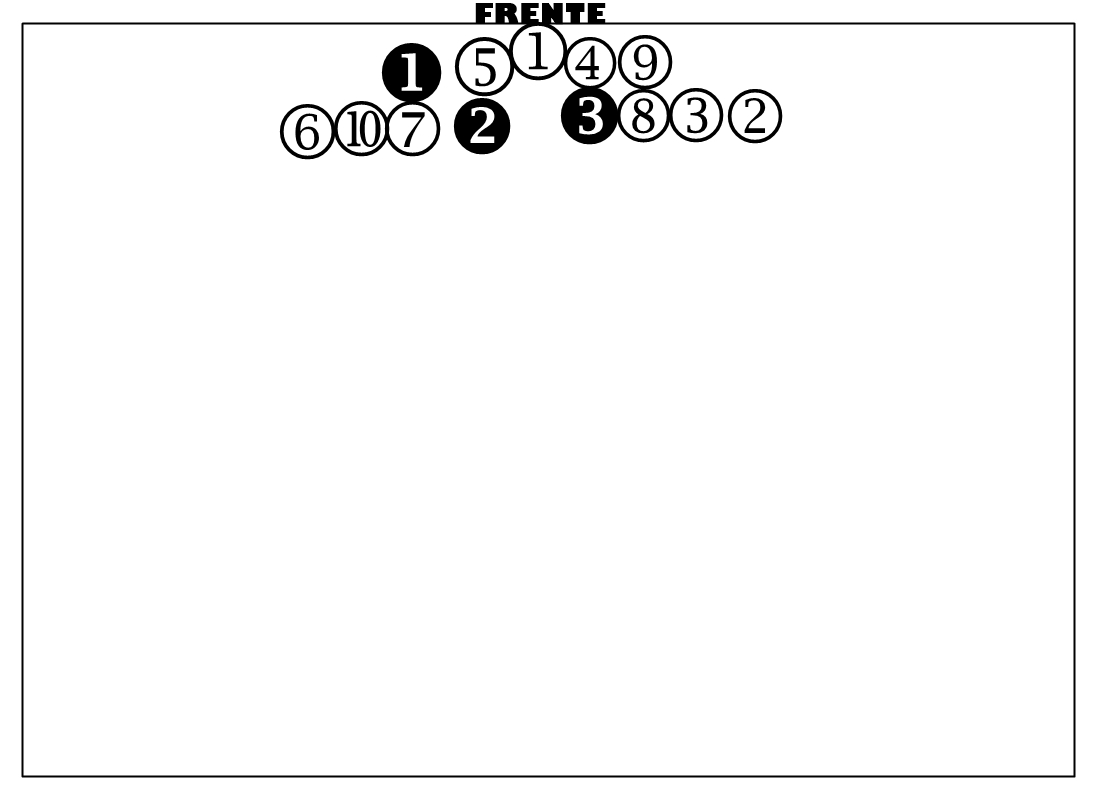 FRENTE
❶ ⑤ ① ④ ⑨
⑥ ⑩ ⑦ ❷ ❸ ⑧ ③ ②